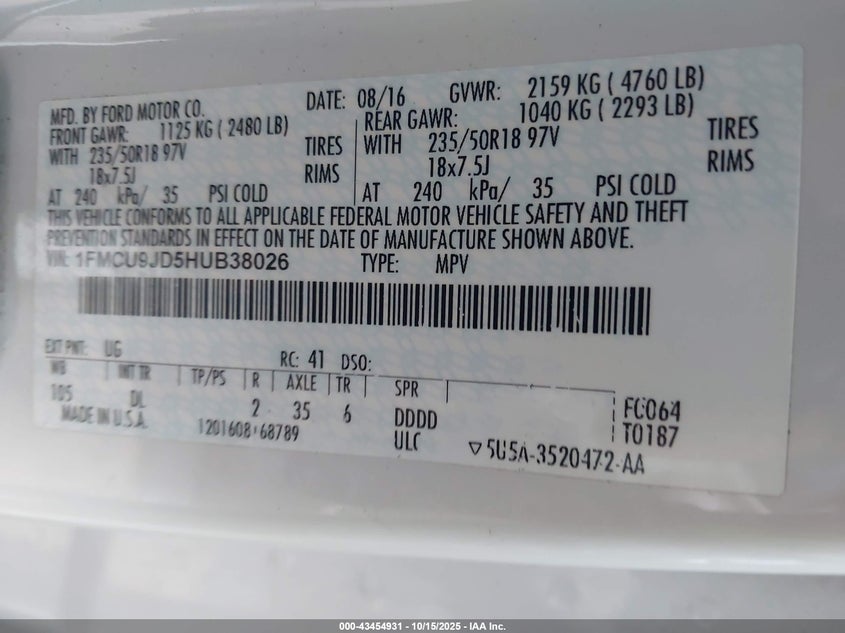 MFD. BY FORD MOTOR CO. DATE: 08/16 GVWR: 2159 KG ( 4760 LB)
FRONT GAWR: 1125 KG ( 2480 LB) REAR GAWR: 1040 KG ( 2293 LB)
WITH 235/50R18 97V TIRES WITH 235/50R18 97V TIRES
18x7.5J RIMS 18x7.5J RIMS
AT 240 kPa/ 35 PSI COLD AT 240 kPa/ 35 PSI COLD
THIS VEHICLE CONFORMS TO ALL APPLICABLE FEDERAL MOTOR VEHICLE SAFETY AND THEFT
PREVENTION STANDARDS IN EFFECT ON THE DATE OF MANUFACTURE SHOWN ABOVE.
VIN: 1FMCU9JD5HUB38026 TYPE: MPV
EXT PNT: UG RC: 41 DSO:
WB INT TR TP/PS R AXLE TR SPR
105 DL 2 35 6 DDDD FC064
MADE IN U.S.A. 1201608 68789 ULC T0187
5U5A-3520472-AA
000-43454931 - 10/15/2025 - IAA Inc.